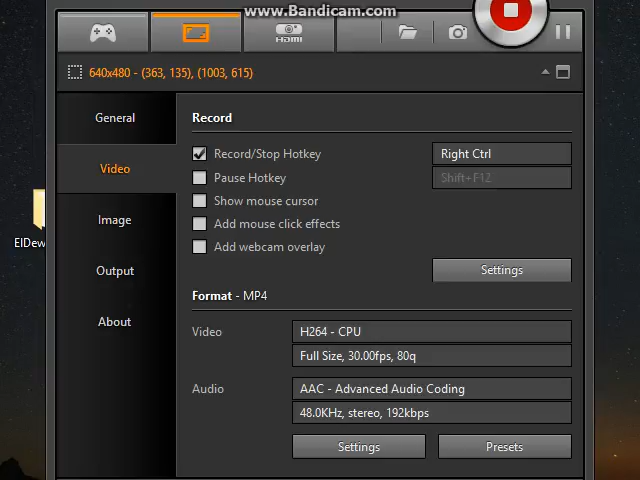 www.Bandicam.com
HDMI
640x480 - (363, 135), (1003, 615)
General
Video
Image
Output
About
Record
Record/Stop Hotkey
Right Ctrl
Pause Hotkey
Shift+F12
Show mouse cursor
Add mouse click effects
Add webcam overlay
Settings
Format - MP4
Video
H264 - CPU
Full Size, 30.00fps, 80q
Audio
AAC - Advanced Audio Coding
48.0KHz, stereo, 192kbps
Settings
Presets
ElDew